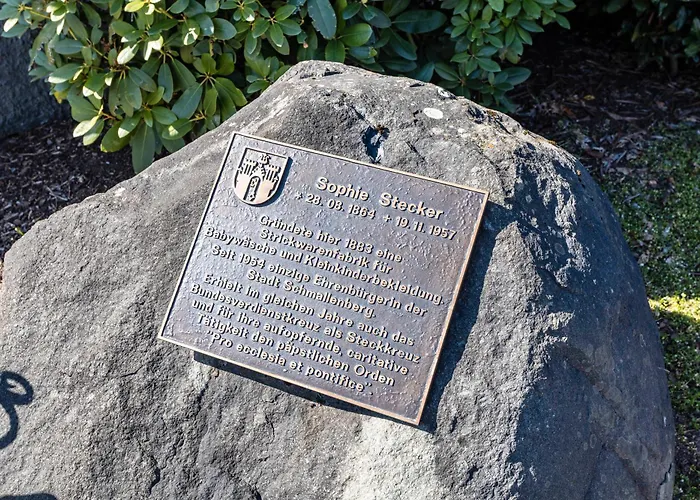 Sophie Stecker
+ 28. 08. 1864 + 19. 11. 1957
Gründete hier 1883 eine
Strickwarenfabrik für
Babywäsche und Kleinkinderbekleidung.
Seit 1954 einzige Ehrenbürgerin der
Stadt Schmallenberg.
Erhielt im gleichen Jahre auch das
Bundesverdienstkreuz als Steckkreuz
und für ihre aufopfernde, caritative
Tätigkeit den päpstlichen Orden
"Pro ecclesia et pontifice".